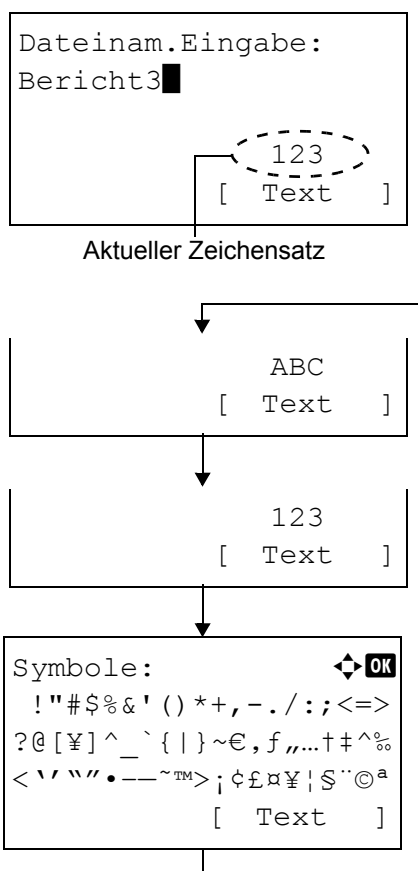 Dateinam.Eingabe:
Bericht3
123
[ Text ]
Aktueller Zeichensatz
ABC
[ Text ]
123
[ Text ]
Symbole: OK
!"#$%&'()*+,-./:;<=>
?@[¥]^_`{|}~€‚ƒ„…†‡^‰
<‘’“”•–—˜™>¡¢£¤¥¦§¨©ª
[ Text ]